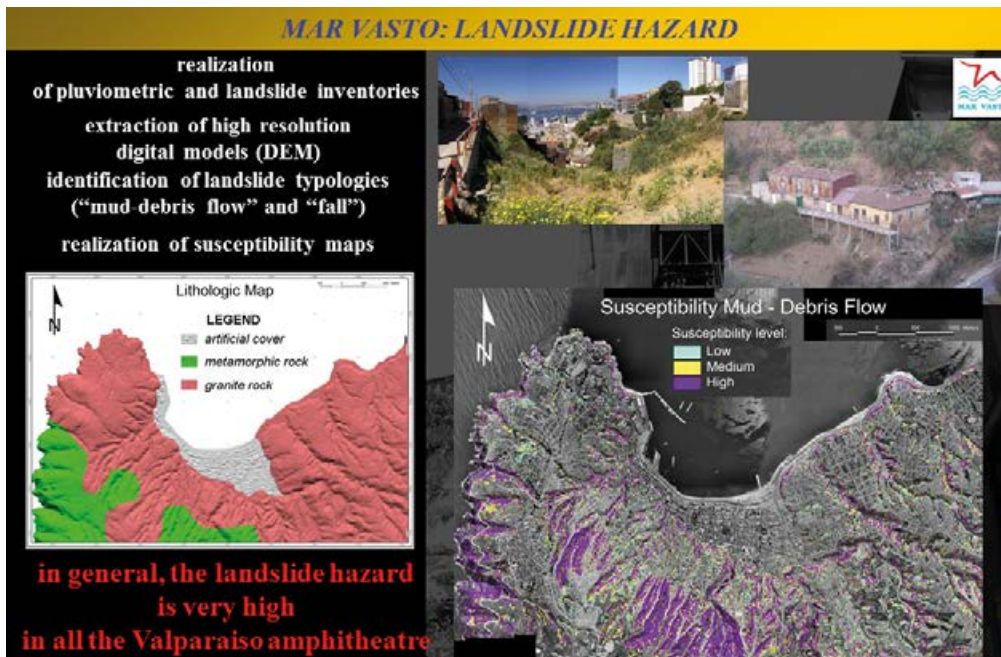 MAR VASTO: LANDSLIDE HAZARD
realization
of pluviometric and landslide inventories
extraction of high resolution
digital models (DEM)
identification of landslide typologies
(“mud-debris flow” and “fall”)
realization of susceptibility maps
MAR VASTO
Lithologic Map
N
LEGEND
artificial cover
metamorphic rock
granite rock
Susceptibility Mud - Debris Flow
N
Susceptibility level:
Low
Medium
High
in general, the landslide hazard
is very high
in all the Valparaiso amphitheatre